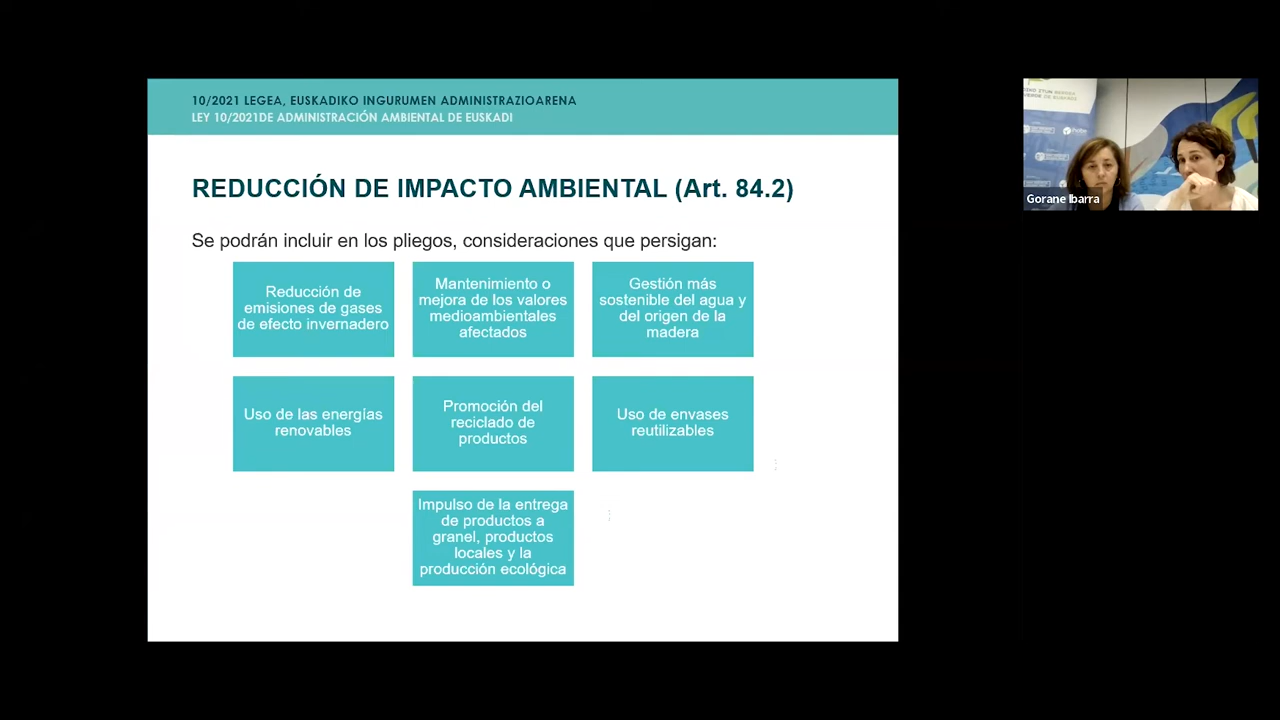 10/2021 LEGEA, EUSKADIKO INGURUMEN ADMINISTRAZIOARENA
LEY 10/2021DE ADMINISTRACIÓN AMBIENTAL DE EUSKADI
REDUCCIÓN DE IMPACTO AMBIENTAL (Art. 84.2)
Se podrán incluir en los pliegos, consideraciones que persigan:
Reducción de
emisiones de gases
de efecto invernadero
Mantenimiento o
mejora de los valores
medioambientales
afectados
Gestión más
sostenible del agua y
del origen de la
madera
Uso de las energías
renovables
Promoción del
reciclado de
productos
Uso de envases
reutilizables
Impulso de la entrega
de productos a
granel, productos
locales y la
producción ecológica
Gorane Ibarra